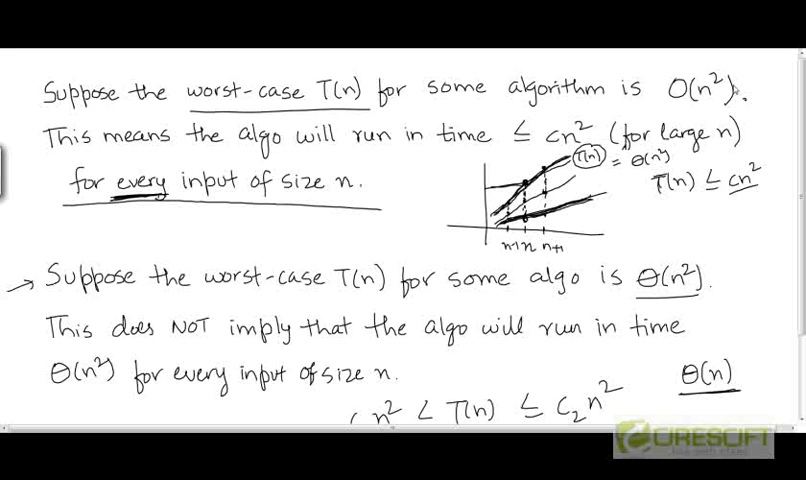 Suppose the worst-case T(n) for some algorithm is O(n²).
This means the algo will run in time ≤ cn² (for large n)
for every input of size n.
T(n) = Θ(n²)
T(n) ≤ cn²
n-1 n n+1
→ Suppose the worst-case T(n) for some algo is Θ(n²).
This does NOT imply that the algo will run in time
Θ(n²) for every input of size n.
Θ(n)
n² < T(n) ≤ C₂n²
CIRESOFT